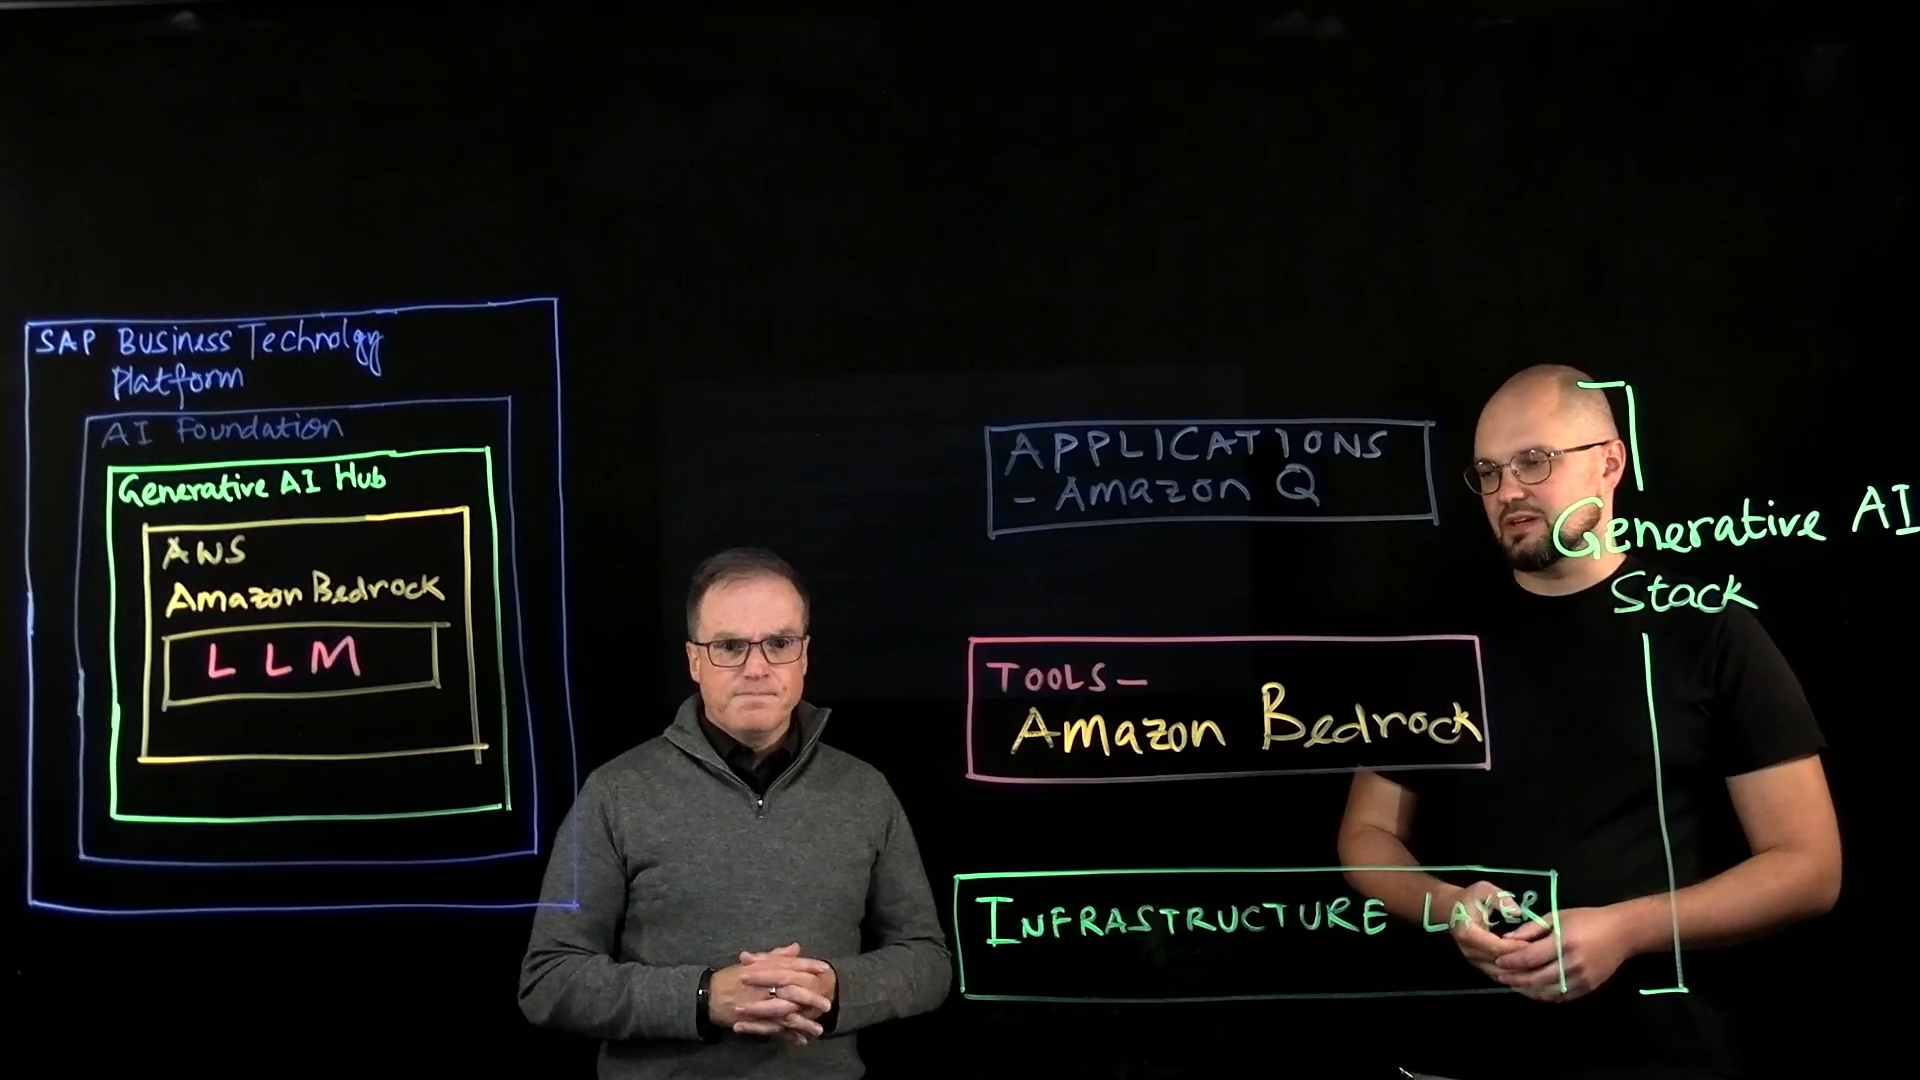 SAP Business Technolgy
Platform
AI Foundation
Generative AI Hub
AWS
Amazon Bedrock
LLM
APPLICATIONS
- Amazon Q
TOOLS -
Amazon Bedrock
INFRASTRUCTURE LAYER
Generative AI
Stack